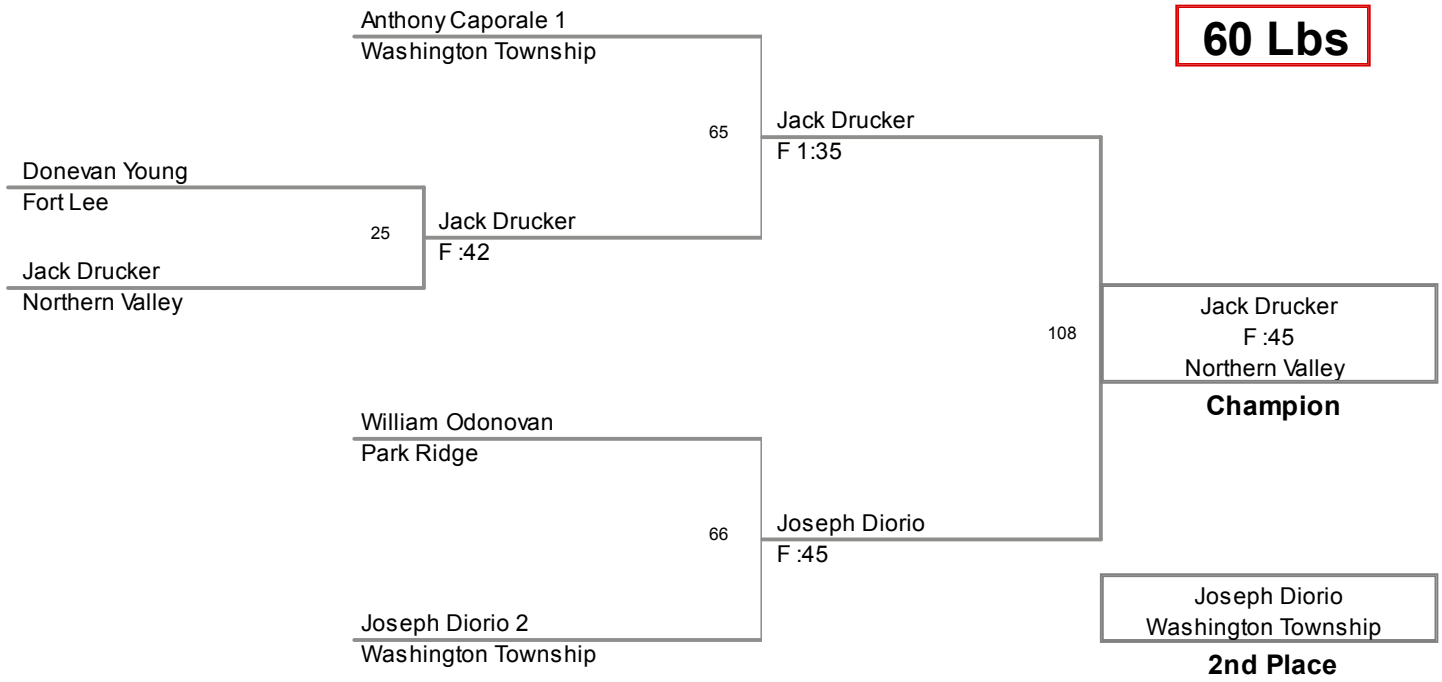 60 Lbs
Anthony Caporale 1
Washington Township
65
Jack Drucker
F 1:35
Donevan Young
Fort Lee
25
Jack Drucker
F :42
Jack Drucker
Northern Valley
108
Jack Drucker
F :45
Northern Valley
Champion
William Odonovan
Park Ridge
66
Joseph Diorio
F :45
Joseph Diorio 2
Washington Township
Joseph Diorio
Washington Township
2nd Place